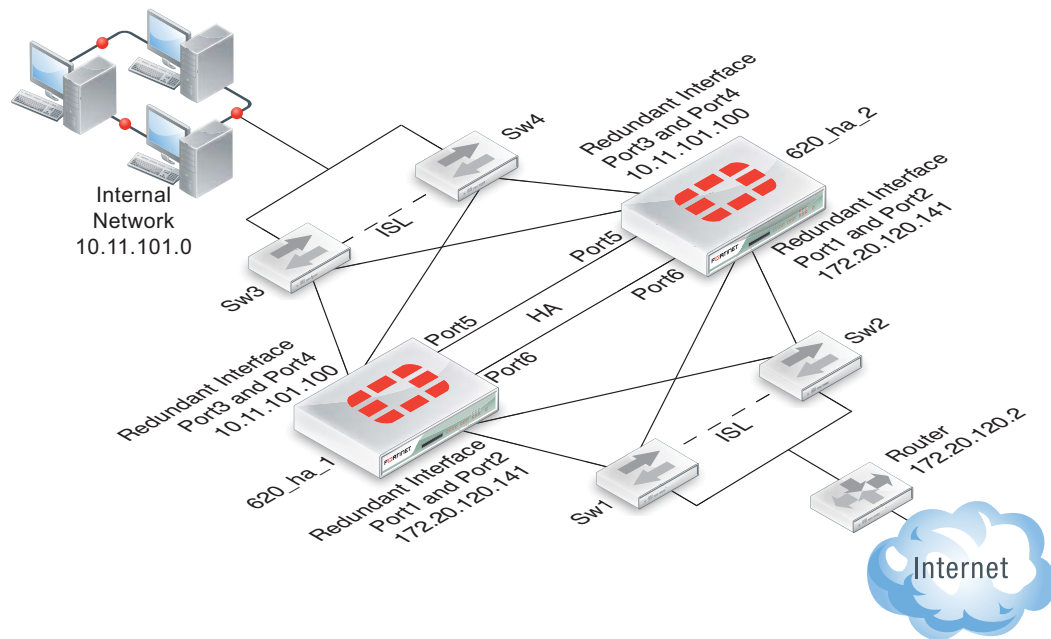 Internal
Network
10.11.101.0
Sw4
Redundant Interface
Port3 and Port4
10.11.101.100
620_ha_2
ISL
Sw3
FORTINET
Redundant Interface
Port1 and Port2
172.20.120.141
Port5
Port6
HA
Port5
Port6
Redundant Interface
Port3 and Port4
10.11.101.100
FORTINET
620_ha_1
Redundant Interface
Port1 and Port2
172.20.120.141
Sw2
ISL
Sw1
Router
172.20.120.2
Internet